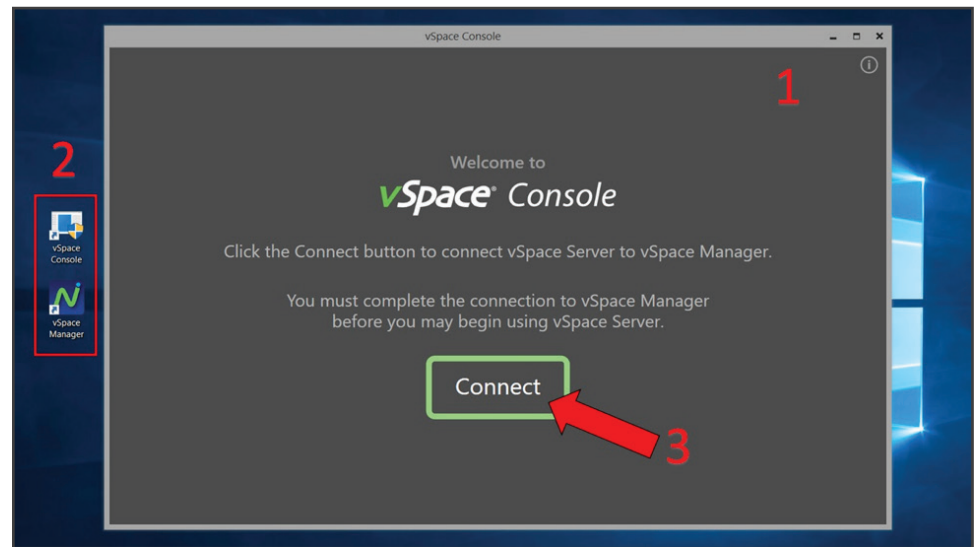 vSpace Console
1
2
Welcome to
vSpace® Console
vSpace
Console
Click the Connect button to connect vSpace Server to vSpace Manager.
You must complete the connection to vSpace Manager
before you may begin using vSpace Server.
vSpace
Manager
Connect
3